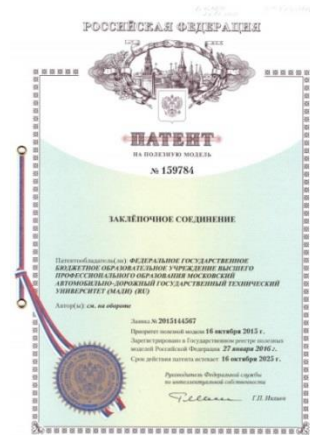 РОССИЙСКАЯ ФЕДЕРАЦИЯ
ПАТЕНТ
НА ПОЛЕЗНУЮ МОДЕЛЬ
№ 159784
ЗАКЛЁПОЧНОЕ СОЕДИНЕНИЕ
Патентообладатель(ли): ФЕДЕРАЛЬНОЕ ГОСУДАРСТВЕННОЕ
БЮДЖЕТНОЕ ОБРАЗОВАТЕЛЬНОЕ УЧРЕЖДЕНИЕ ВЫСШЕГО
ПРОФЕССИОНАЛЬНОГО ОБРАЗОВАНИЯ МОСКОВСКИЙ
АВТОМОБИЛЬНО-ДОРОЖНЫЙ ГОСУДАРСТВЕННЫЙ ТЕХНИЧЕСКИЙ
УНИВЕРСИТЕТ (МАДИ) (RU)
Автор(ы): см. на обороте
Заявка № 2015144567
Приоритет полезной модели 16 октября 2015 г.
Зарегистрировано в Государственном реестре полезных
моделей Российской Федерации 27 января 2016 г.
Срок действия патента истекает 16 октября 2025 г.
Руководитель Федеральной службы
по интеллектуальной собственности
Г.П. Ивлиев